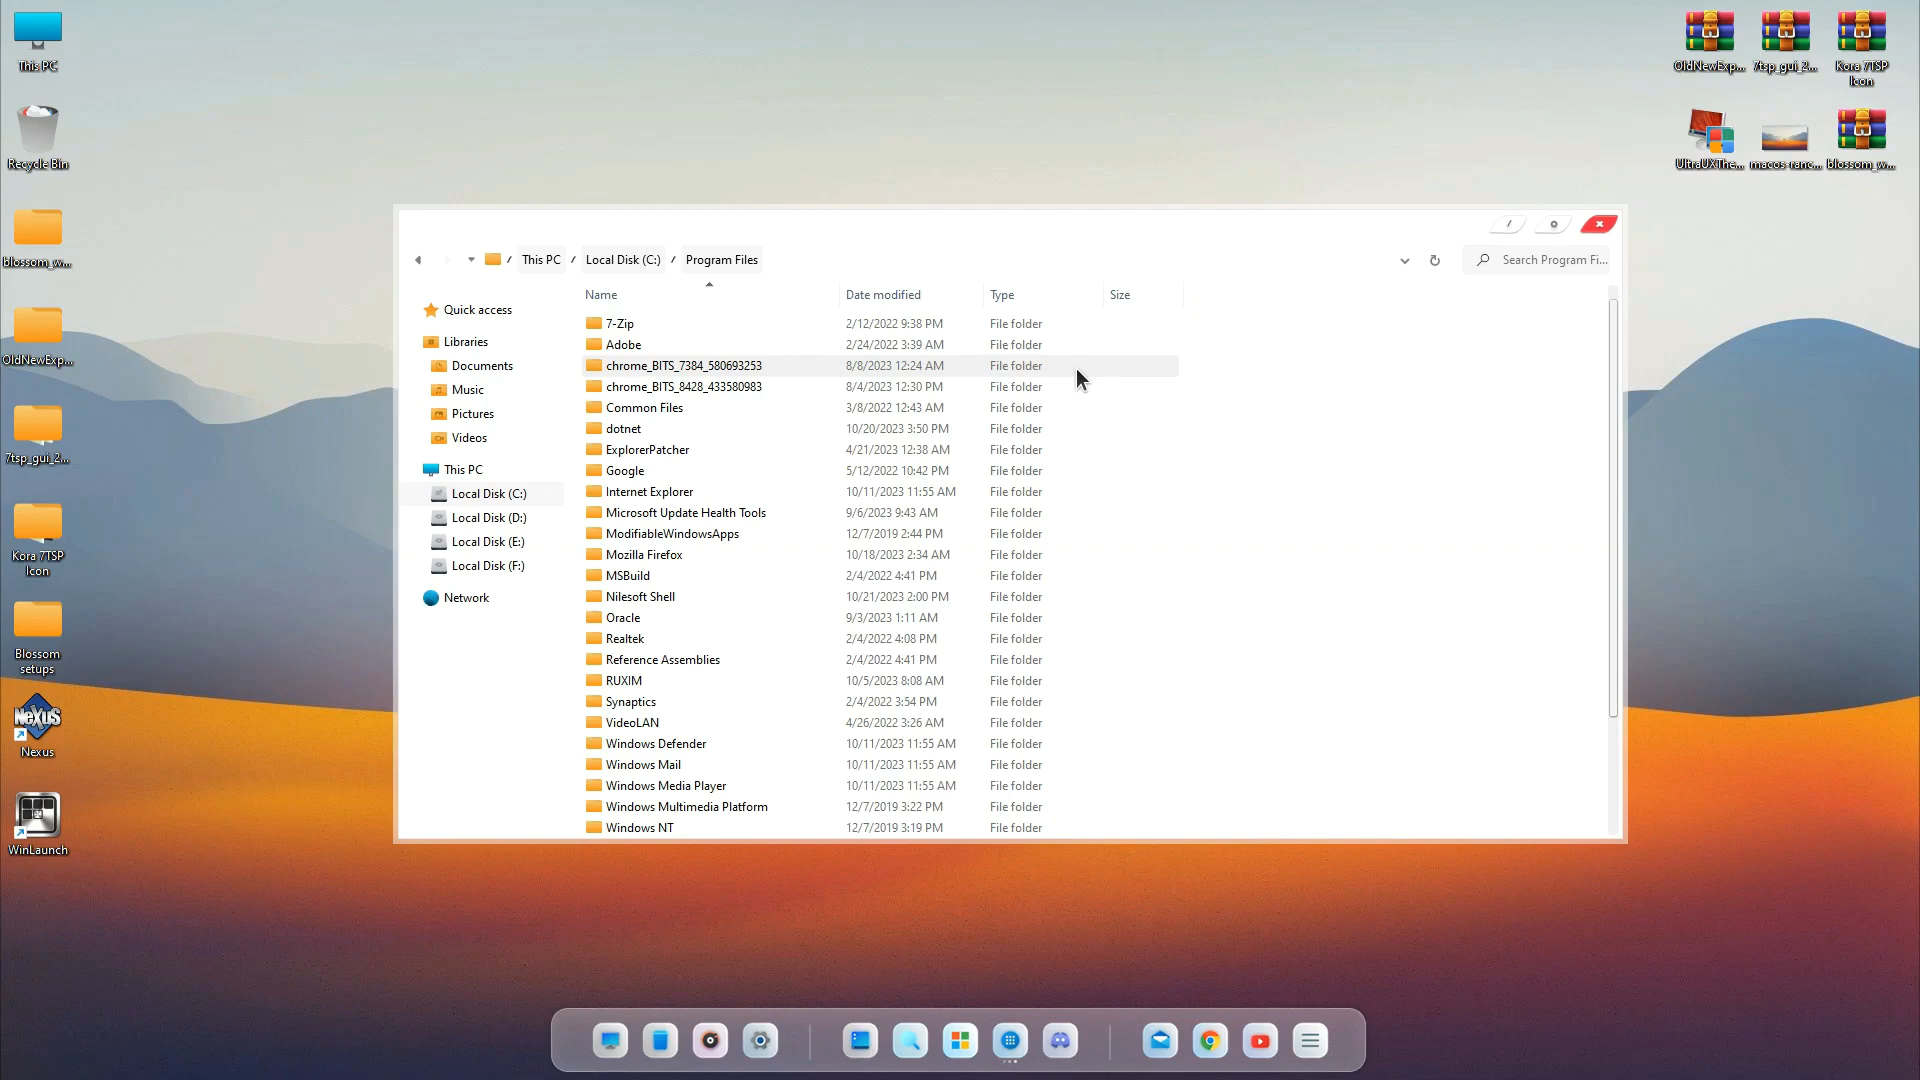 This PC
Recycle Bin
blossom_w...
OldNewExp...
7tsp_gui_2...
Kora 7TSP
Icon
Blossom
setups
NEXUS
Nexus
WinLaunch
OldNewExp...
7tsp_gui_2...
Kora 7TSP
Icon
UltraUXThe...
macos-ranc...
blossom_w...
/ This PC / Local Disk (C:) / Program Files
Search Program Fi...
Quick access
Libraries
Documents
Music
Pictures
Videos
This PC
Local Disk (C:)
Local Disk (D:)
Local Disk (E:)
Local Disk (F:)
Network
Name Date modified Type Size
7-Zip 2/12/2022 9:38 PM File folder
Adobe 2/24/2022 3:39 AM File folder
chrome_BITS_7384_580693253 8/8/2023 12:24 AM File folder
chrome_BITS_8428_433580983 8/4/2023 12:30 PM File folder
Common Files 3/8/2022 12:43 AM File folder
dotnet 10/20/2023 3:50 PM File folder
ExplorerPatcher 4/21/2023 12:38 AM File folder
Google 5/12/2022 10:42 PM File folder
Internet Explorer 10/11/2023 11:55 AM File folder
Microsoft Update Health Tools 9/6/2023 9:43 AM File folder
ModifiableWindowsApps 12/7/2019 2:44 PM File folder
Mozilla Firefox 10/18/2023 2:34 AM File folder
MSBuild 2/4/2022 4:41 PM File folder
Nilesoft Shell 10/21/2023 2:00 PM File folder
Oracle 9/3/2023 1:11 AM File folder
Realtek 2/4/2022 4:08 PM File folder
Reference Assemblies 2/4/2022 4:41 PM File folder
RUXIM 10/5/2023 8:08 AM File folder
Synaptics 2/4/2022 3:54 PM File folder
VideoLAN 4/26/2022 3:26 AM File folder
Windows Defender 10/11/2023 11:55 AM File folder
Windows Mail 10/11/2023 11:55 AM File folder
Windows Media Player 10/11/2023 11:55 AM File folder
Windows Multimedia Platform 12/7/2019 3:22 PM File folder
Windows NT 12/7/2019 3:19 PM File folder